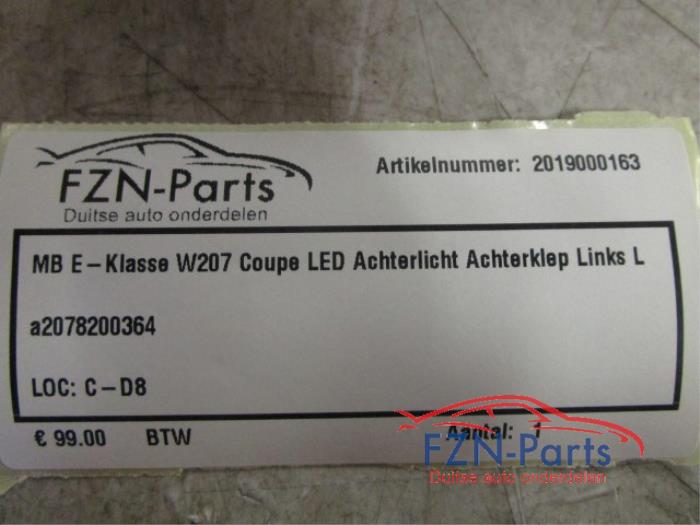 FZN-Parts
Duitse auto onderdelen
Artikelnummer: 2019000163
MB E-Klasse W207 Coupe LED Achterlicht Achterklep Links L
a2078200364
LOC: C-D8
€ 99.00 BTW Aantal: 1
FZN-Parts
Duitse auto onderdelen